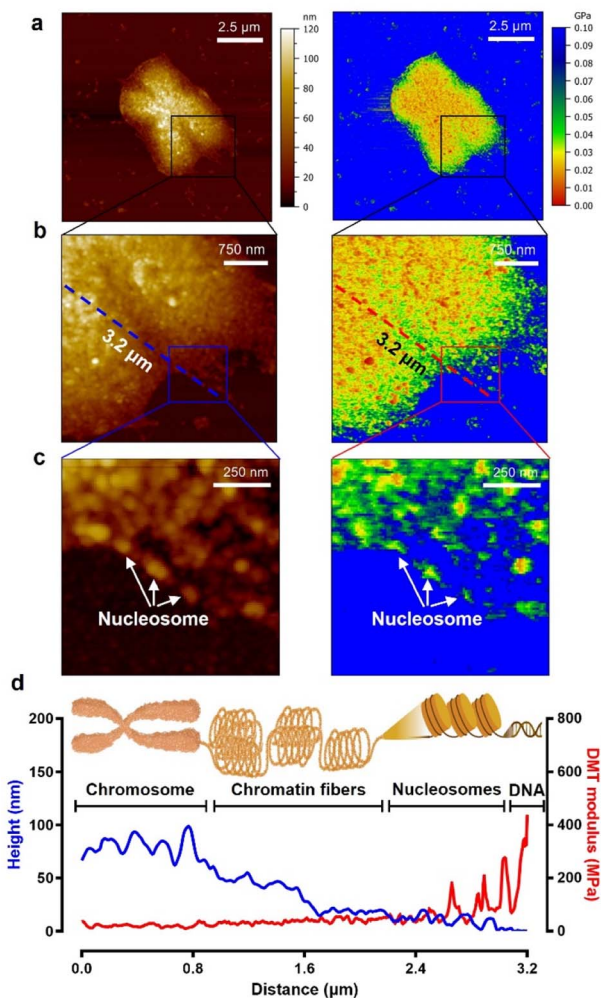 a
nm
GPa
2.5 µm
120
100
80
60
40
20
0
2.5 µm
0.10
0.09
0.08
0.07
0.06
0.05
0.04
0.03
0.02
0.01
0.00
b
750 nm
3.2 µm
750 nm
3.2 µm
c
250 nm
Nucleosome
250 nm
Nucleosome
d
200
150
100
50
0
Height (nm)
Chromosome
Chromatin fibers
Nucleosomes
DNA
800
600
400
200
0
DMT modulus (MPa)
0.0
0.8
1.6
2.4
3.2
Distance (µm)